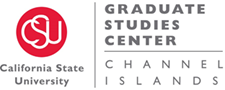 CSU
California State
University
GRADUATE
STUDIES
CENTER
CHANNEL
ISLANDS